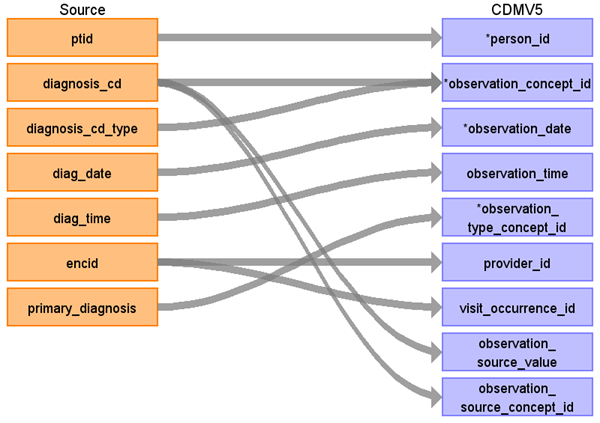 Source
CDMV5
ptid
*person_id
diagnosis_cd
*observation_concept_id
diagnosis_cd_type
*observation_date
diag_date
observation_time
diag_time
*observation_
type_concept_id
encid
provider_id
primary_diagnosis
visit_occurrence_id
observation_
source_value
observation_
source_concept_id